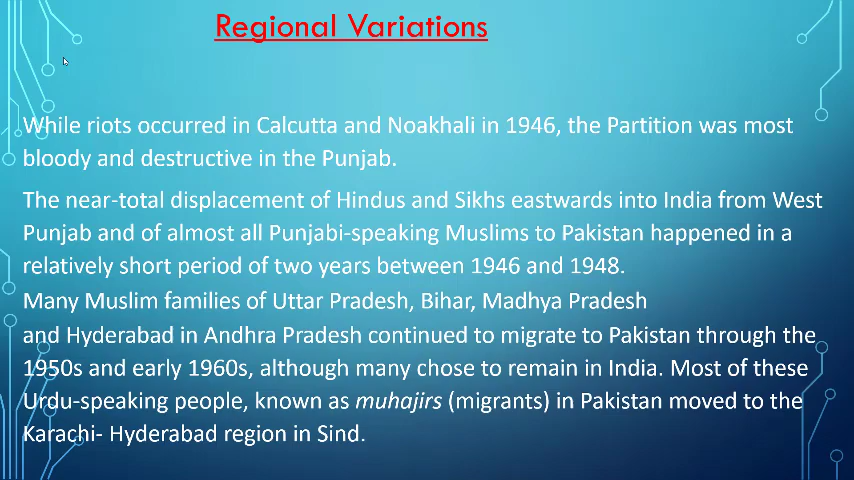 Regional Variations
While riots occurred in Calcutta and Noakhali in 1946, the Partition was most
bloody and destructive in the Punjab.
The near-total displacement of Hindus and Sikhs eastwards into India from West
Punjab and of almost all Punjabi-speaking Muslims to Pakistan happened in a
relatively short period of two years between 1946 and 1948.
Many Muslim families of Uttar Pradesh, Bihar, Madhya Pradesh
and Hyderabad in Andhra Pradesh continued to migrate to Pakistan through the
1950s and early 1960s, although many chose to remain in India. Most of these
Urdu-speaking people, known as muhajirs (migrants) in Pakistan moved to the
Karachi- Hyderabad region in Sind.